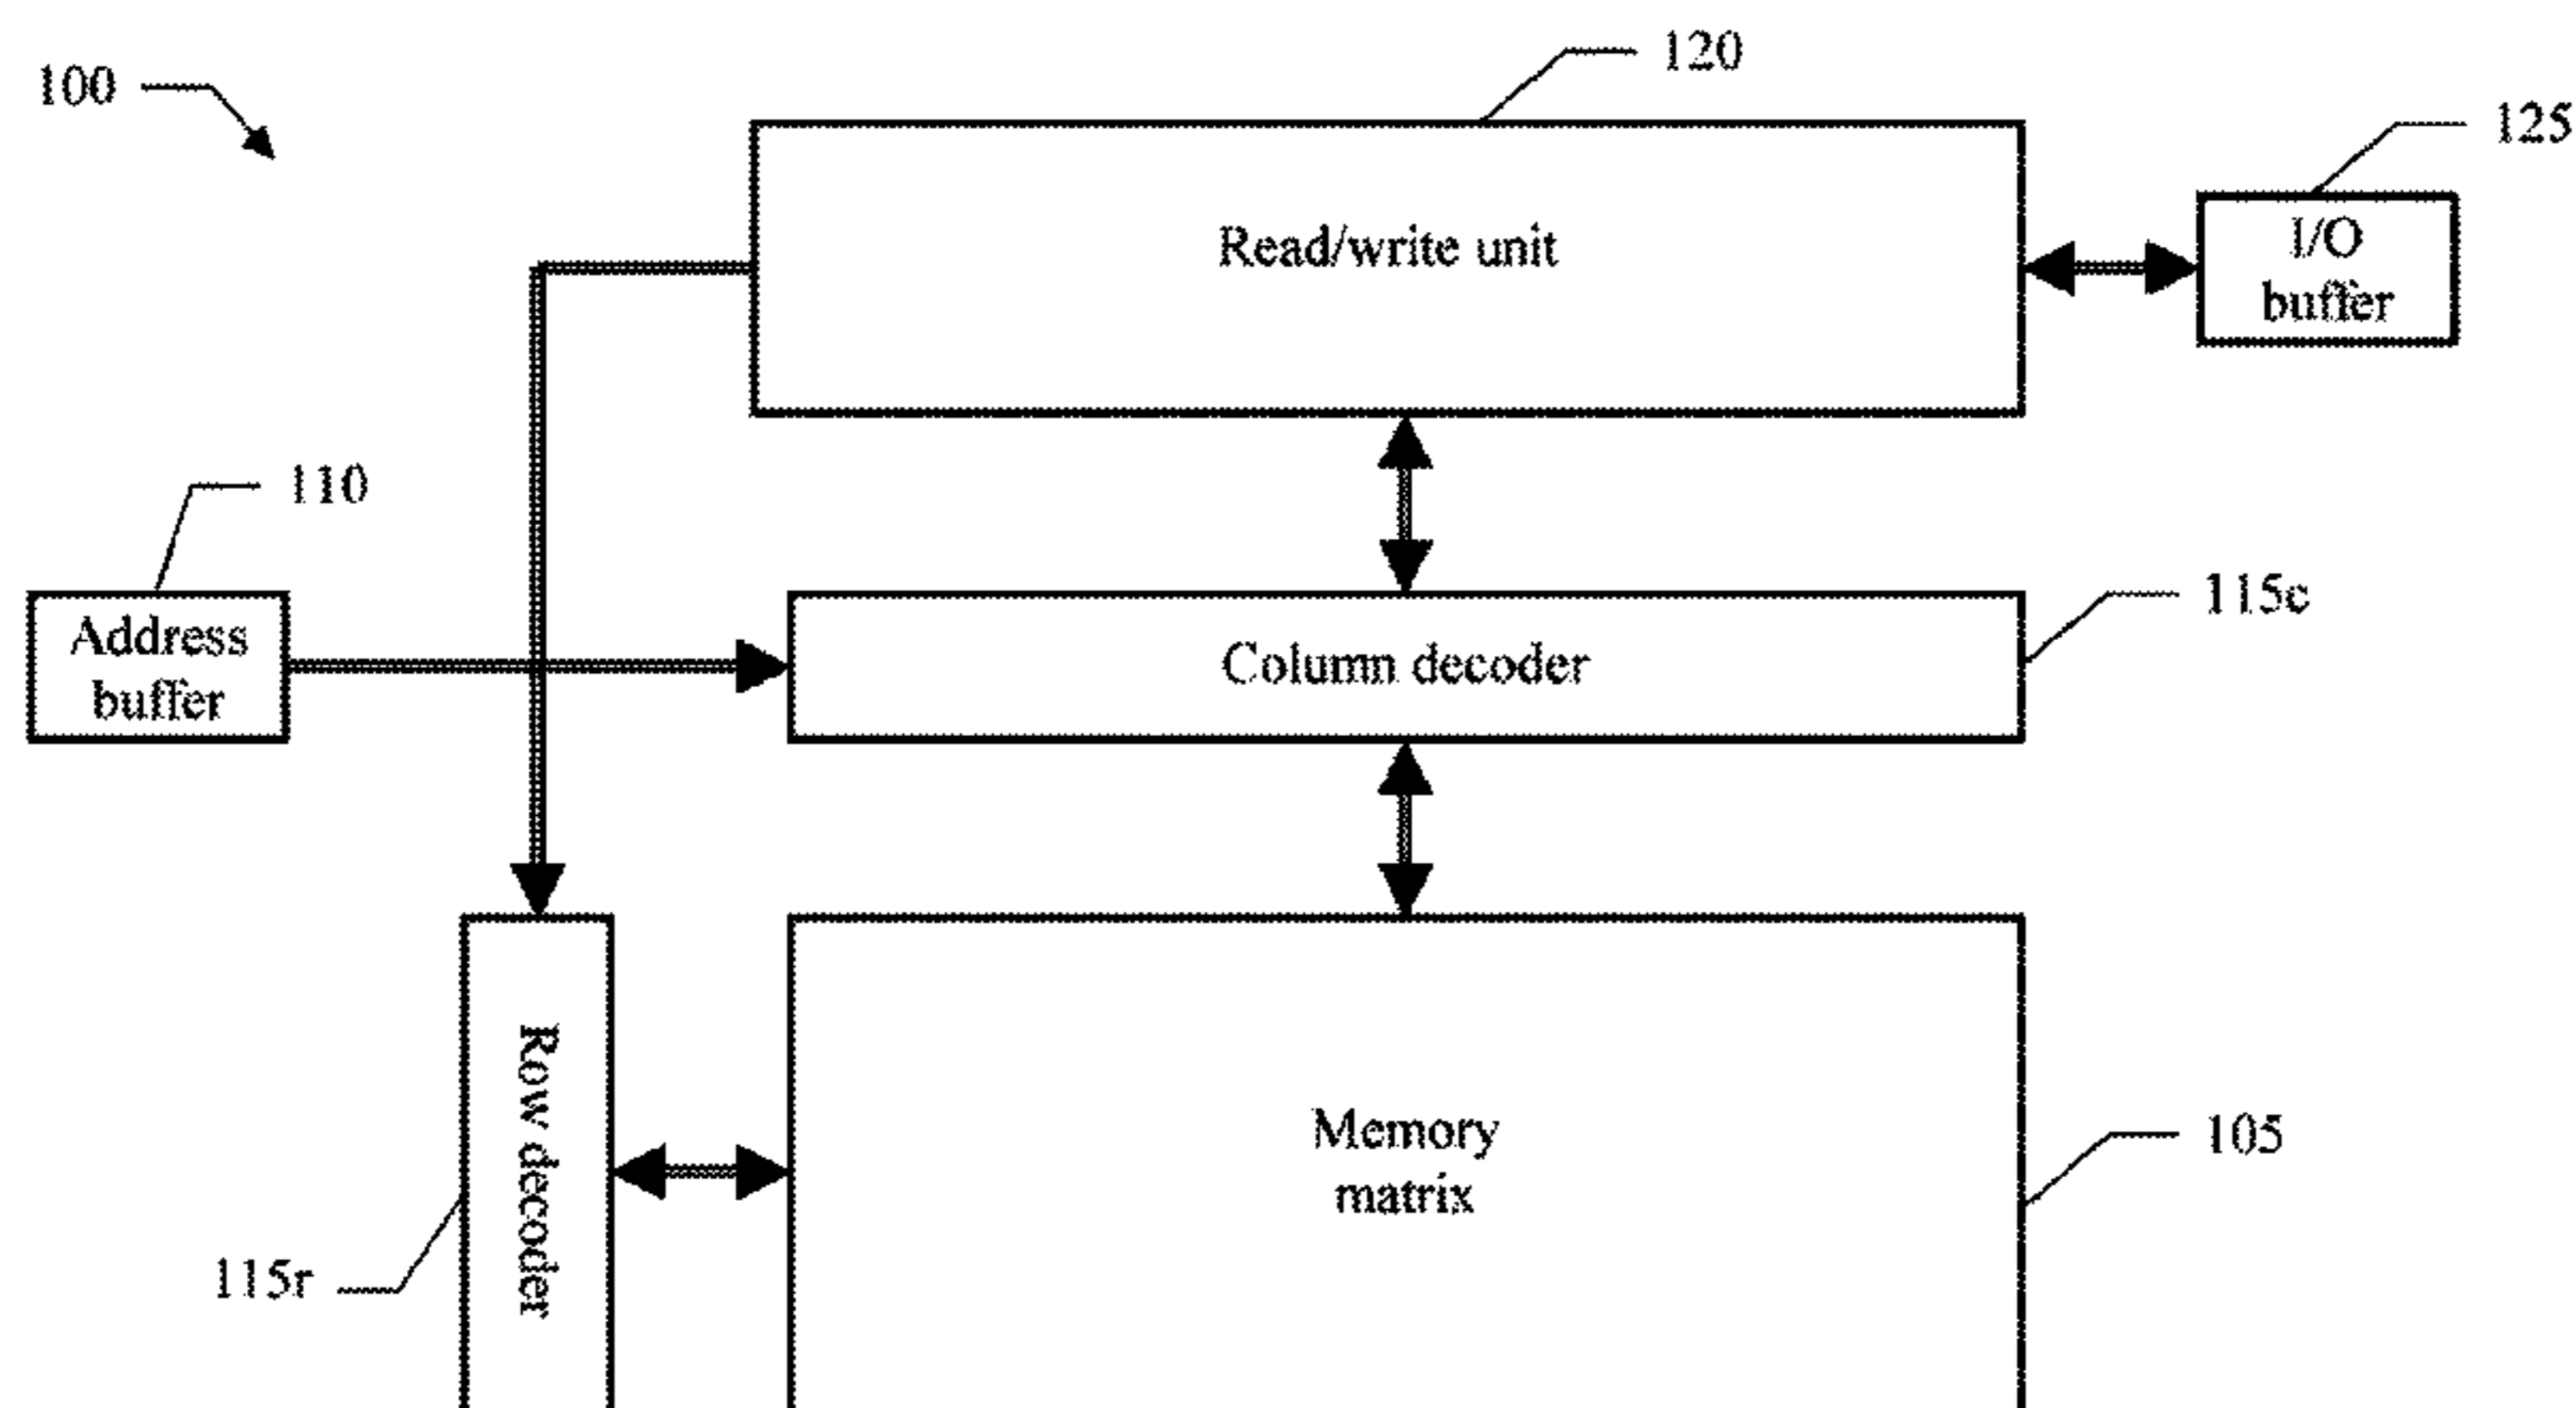 120
100
125
Read/write unit
I/O
buffer
110
115c
Address
buffer
Column decoder
Row decoder
Memory
matrix
105
115r